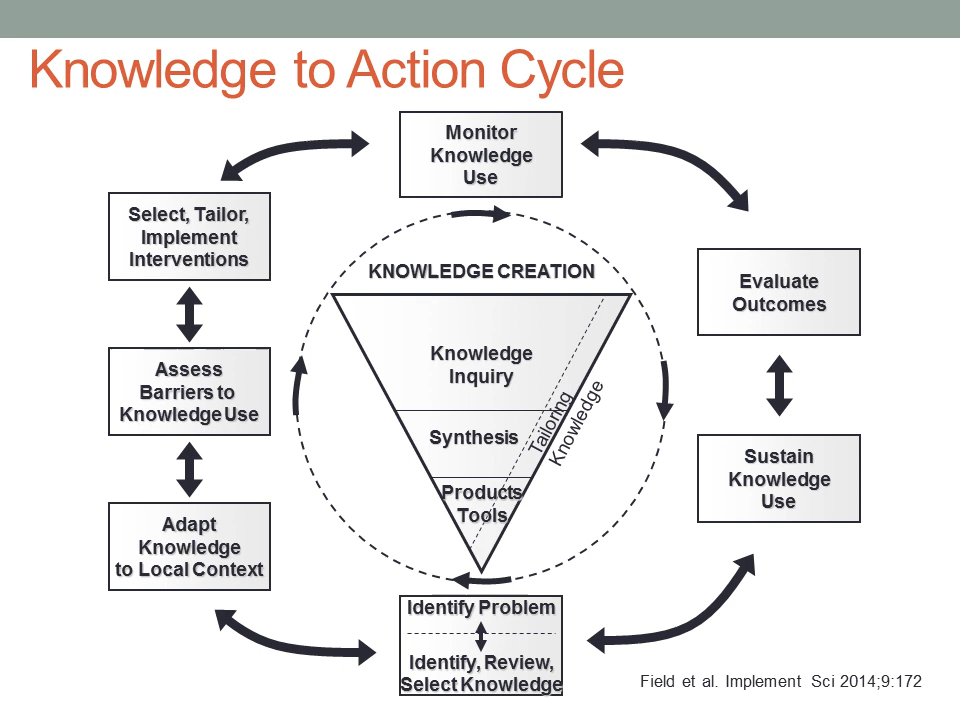 Knowledge to Action Cycle
Monitor
Knowledge
Use
Select, Tailor,
Implement
Interventions
Evaluate
Outcomes
KNOWLEDGE CREATION
Knowledge
Inquiry
Assess
Barriers to
Knowledge Use
Tailoring
Knowledge
Synthesis
Sustain
Knowledge
Use
Products
Tools
Adapt
Knowledge
to Local Context
Identify Problem
Identify, Review,
Select Knowledge
Field et al. Implement Sci 2014;9:172